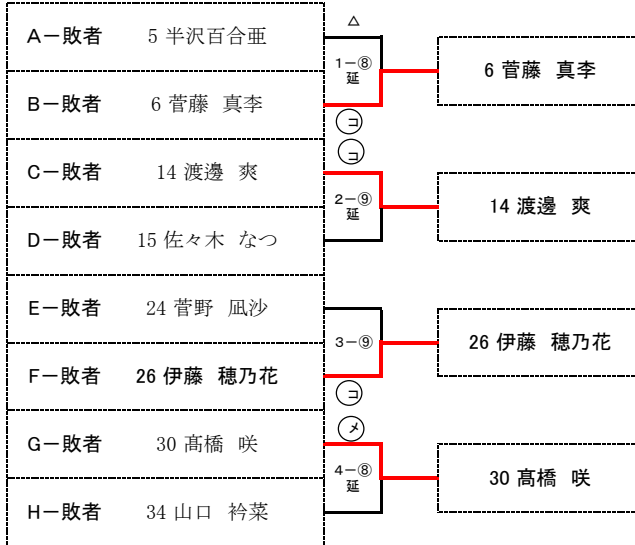 △
A－敗者 5 半沢百合亜
1－⑧
延
6 菅藤 真李
B－敗者 6 菅藤 真李
コ
コ
C－敗者 14 渡邊 爽
2－⑨
延
14 渡邊 爽
D－敗者 15 佐々木 なつ
E－敗者 24 菅野 凪沙
3－⑨
26 伊藤 穂乃花
F－敗者 26 伊藤 穂乃花
コ
メ
G－敗者 30 髙橋 咲
4－⑧
延
30 髙橋 咲
H－敗者 34 山口 衿菜